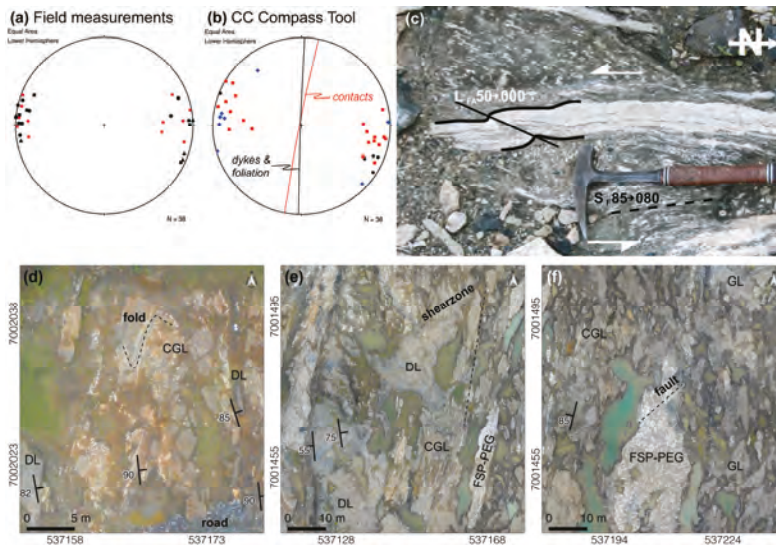 (a) Field measurements
Equal Area
Lower Hemisphere
N = 38
(b) CC Compass Tool
Equal Area
Lower Hemisphere
contacts
dykes &
foliation
N = 38
(c)
N
50→000
S₁ 85→080
(d)
fold
CGL
DL
85
DL
82
90
90
road
0 5 m
7002038
7002023
537158
537173
(e)
shearzone
DL
75
55
CGL
FSP-PEG
DL
0 10 m
7001495
7001455
537128
537168
(f)
GL
CGL
fault
85
FSP-PEG
GL
0 10 m
7001495
7001455
537194
537224